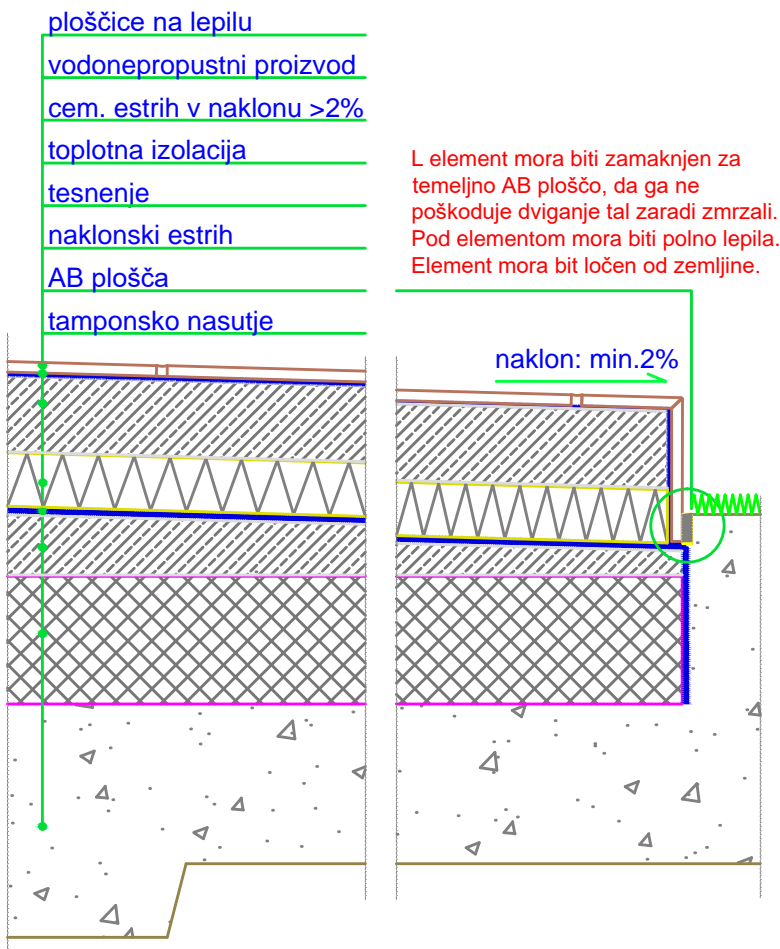 ploščice na lepilu
vodonepropustni proizvod
cem. estrih v naklonu >2%
toplotna izolacija
tesnenje
naklonski estrih
AB plošča
tamponsko nasutje
L element mora biti zamaknjen za
temeljno AB ploščo, da ga ne
poškoduje dviganje tal zaradi zmrzali.
Pod elementom mora biti polno lepila.
Element mora bit ločen od zemljine.
naklon: min.2%